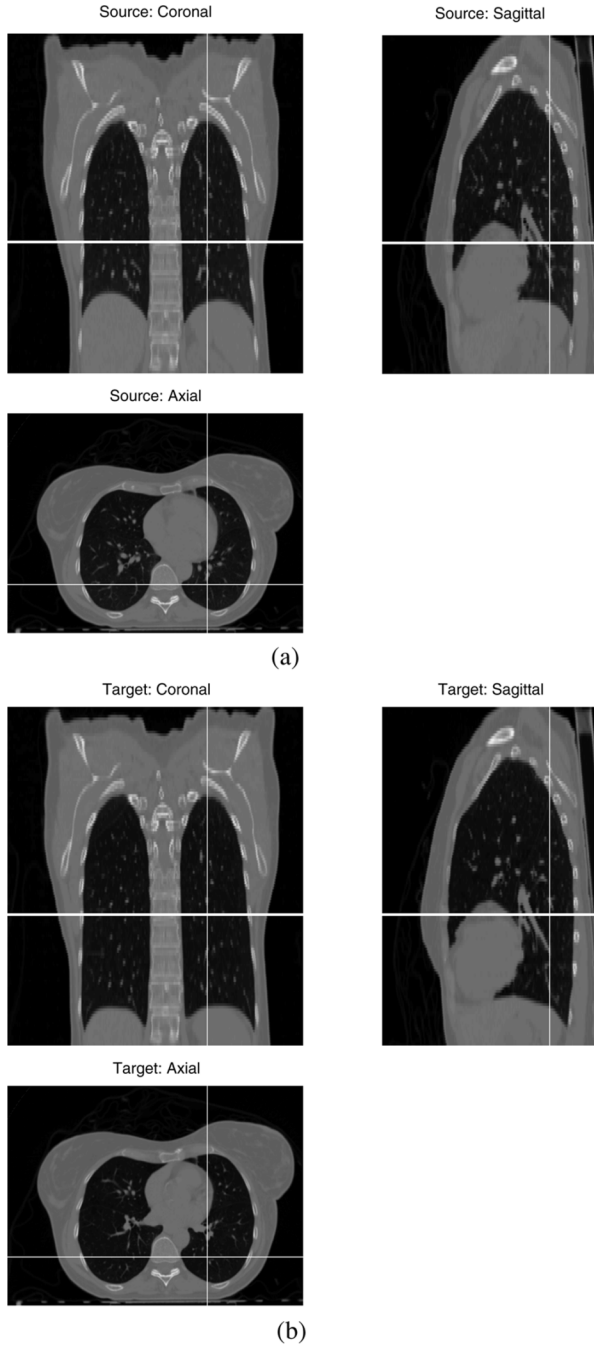 Source: Coronal
Source: Sagittal
Source: Axial
(a)
Target: Coronal
Target: Sagittal
Target: Axial
(b)